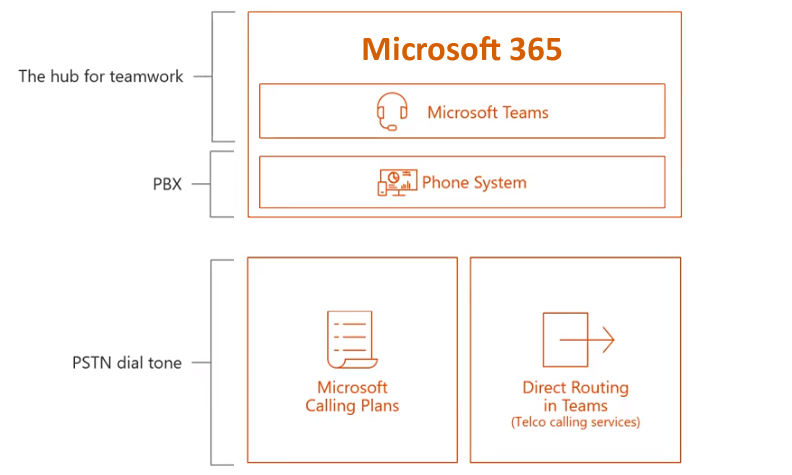 Microsoft 365
The hub for teamwork
Microsoft Teams
PBX
Phone System
PSTN dial tone
Microsoft
Calling Plans
Direct Routing
in Teams
(Telco calling services)